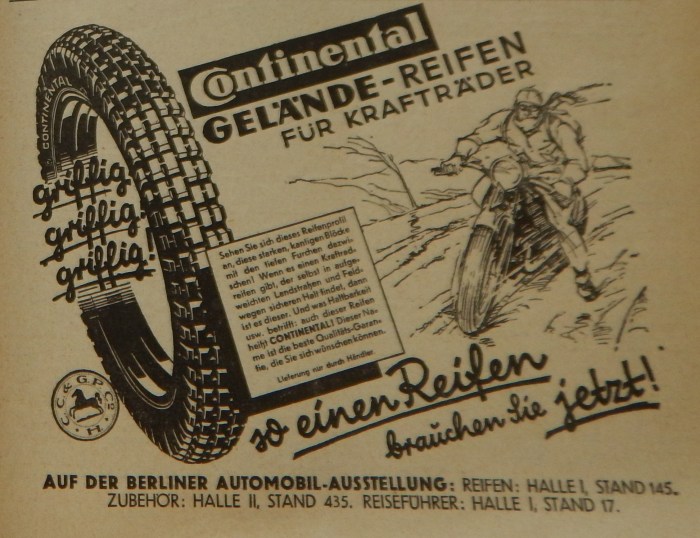 Continental
GELÄNDE-REIFEN
FÜR KRAFTRÄDER
CONTINENTAL
griffig
griffig
griffig!
Sehen Sie sich dieses Reifenprofil
an, diese starken, kantigen Blöcke
mit den tiefen Furchen dazwi-
schen! Wenn es einen Kraftrad-
reifen gibt, der selbst in aufge-
weichten Landstraßen und Feld-
wegen sicheren Halt findet, dann
ist es dieser. Und was Haltbarkeit
usw. betrifft: auch dieser Reifen
heißt CONTINENTAL! Dieser Na-
me ist die beste Qualitäts-Garan-
tie, die Sie sich wünschen können.
Lieferung nur durch Händler.
C.C. & G.P. Co.
H.
so einen Reifen
brauchen Sie jetzt!
AUF DER BERLINER AUTOMOBIL-AUSSTELLUNG: REIFEN: HALLE I, STAND 145.
ZUBEHÖR: HALLE II, STAND 435. REISEFÜHRER: HALLE I, STAND 17.